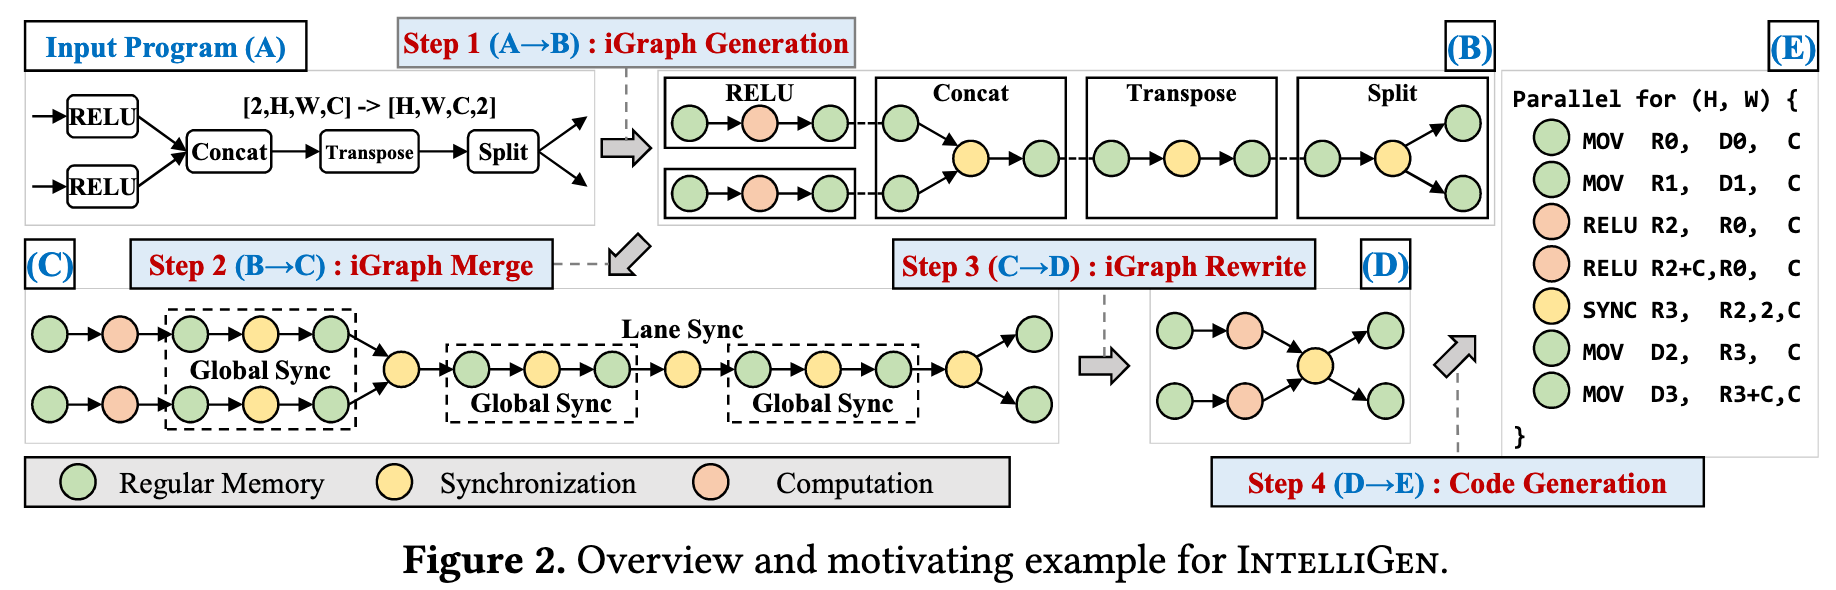 Input Program (A)
Step 1 (A→B) : iGraph Generation
(B)
(E)
RELU
RELU
[2,H,W,C] -> [H,W,C,2]
Concat
Transpose
Split
RELU
Concat
Transpose
Split
Parallel for (H, W) {
MOV R0, D0, C
MOV R1, D1, C
RELU R2, R0, C
RELU R2+C,R0, C
SYNC R3, R2,2,C
MOV D2, R3, C
MOV D3, R3+C,C
}
(C)
Step 2 (B→C) : iGraph Merge
Step 3 (C→D) : iGraph Rewrite
(D)
Global Sync
Lane Sync
Global Sync
Global Sync
Regular Memory
Synchronization
Computation
Step 4 (D→E) : Code Generation
Figure 2. Overview and motivating example for INTELLIGEN.